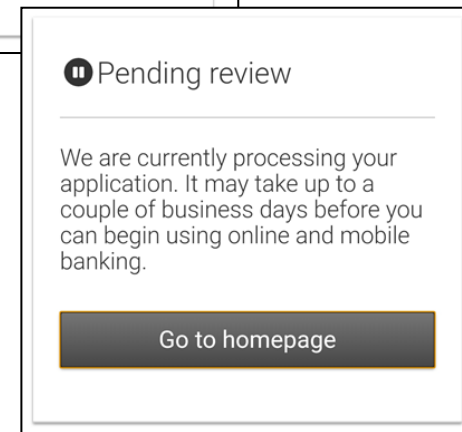 Pending review
We are currently processing your
application. It may take up to a
couple of business days before you
can begin using online and mobile
banking.
Go to homepage